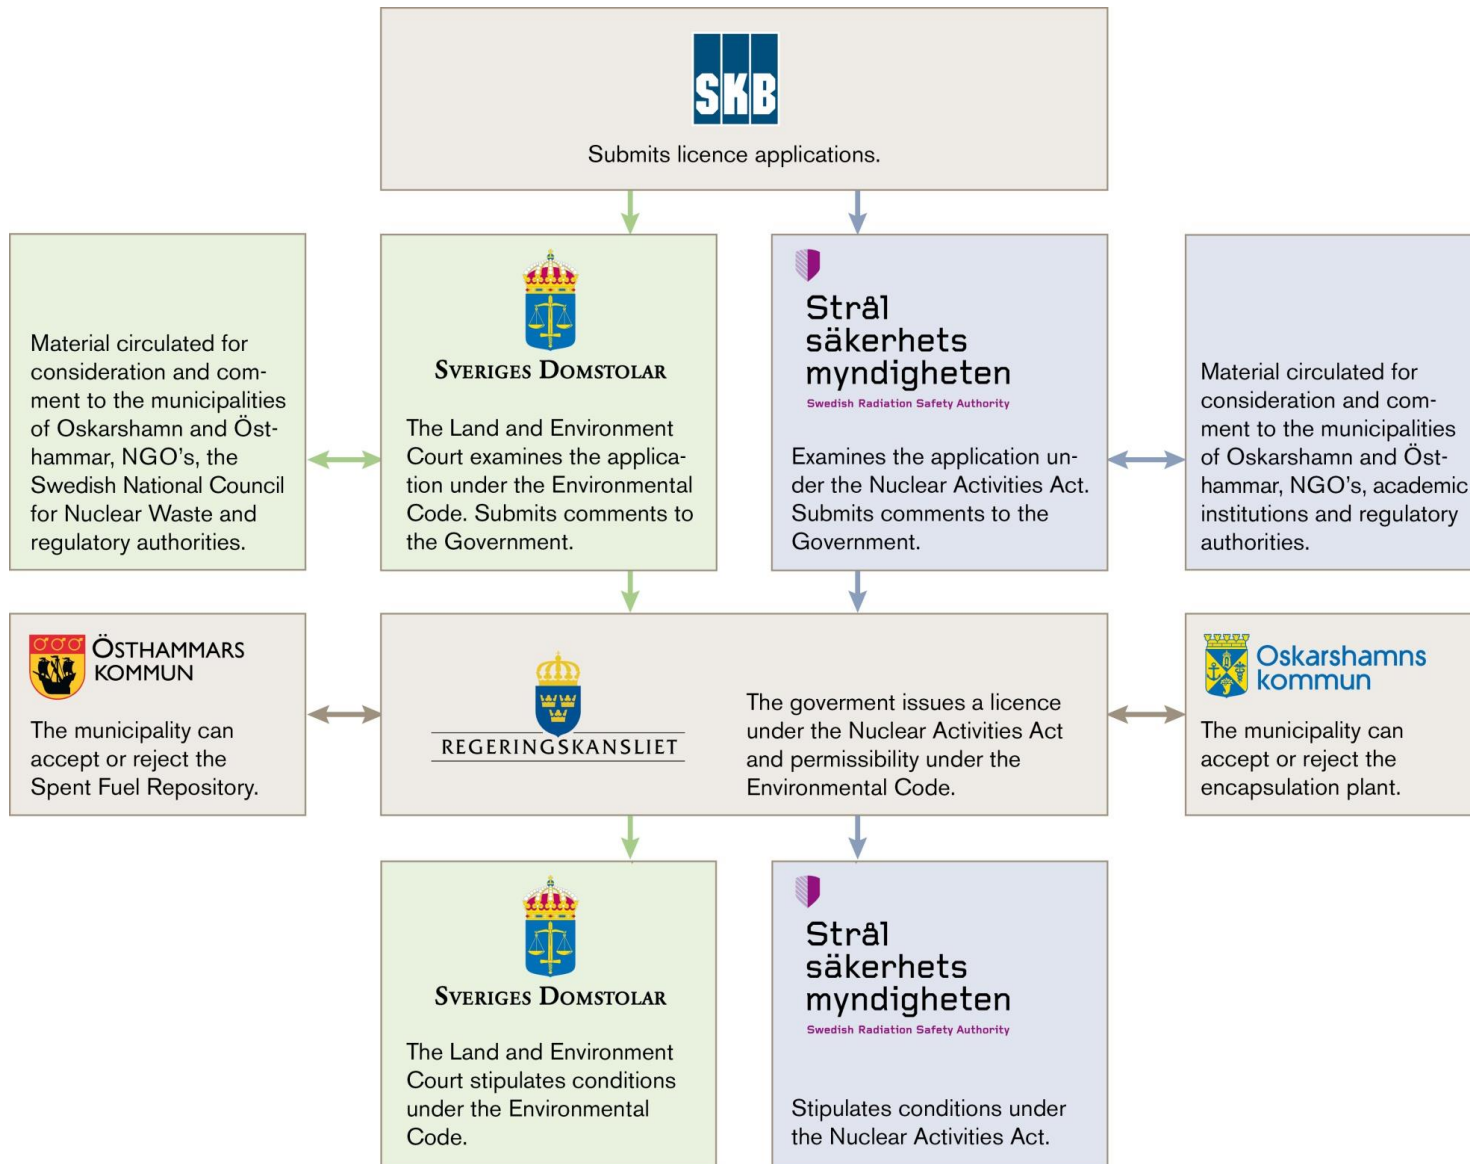 SKB
Submits licence applications.
Material circulated for
consideration and com-
ment to the municipalities
of Oskarshamn and Öst-
hammar, NGO's, the
Swedish National Council
for Nuclear Waste and
regulatory authorities.
SVERIGES DOMSTOLAR
The Land and Environment
Court examines the applica-
tion under the Environmental
Code. Submits comments to
the Government.
Strål
säkerhets
myndigheten
Swedish Radiation Safety Authority
Examines the application un-
der the Nuclear Activities Act.
Submits comments to the
Government.
Material circulated for
consideration and com-
ment to the municipalities
of Oskarshamn and Öst-
hammar, NGO's, academic
institutions and regulatory
authorities.
ÖSTHAMMARS
KOMMUN
The municipality can
accept or reject the
Spent Fuel Repository.
REGERINGSKANSLIET
The goverment issues a licence
under the Nuclear Activities Act
and permissibility under the
Environmental Code.
Oskarshamns
kommun
The municipality can
accept or reject the
encapsulation plant.
SVERIGES DOMSTOLAR
The Land and Environment
Court stipulates conditions
under the Environmental
Code.
Strål
säkerhets
myndigheten
Swedish Radiation Safety Authority
Stipulates conditions under
the Nuclear Activities Act.